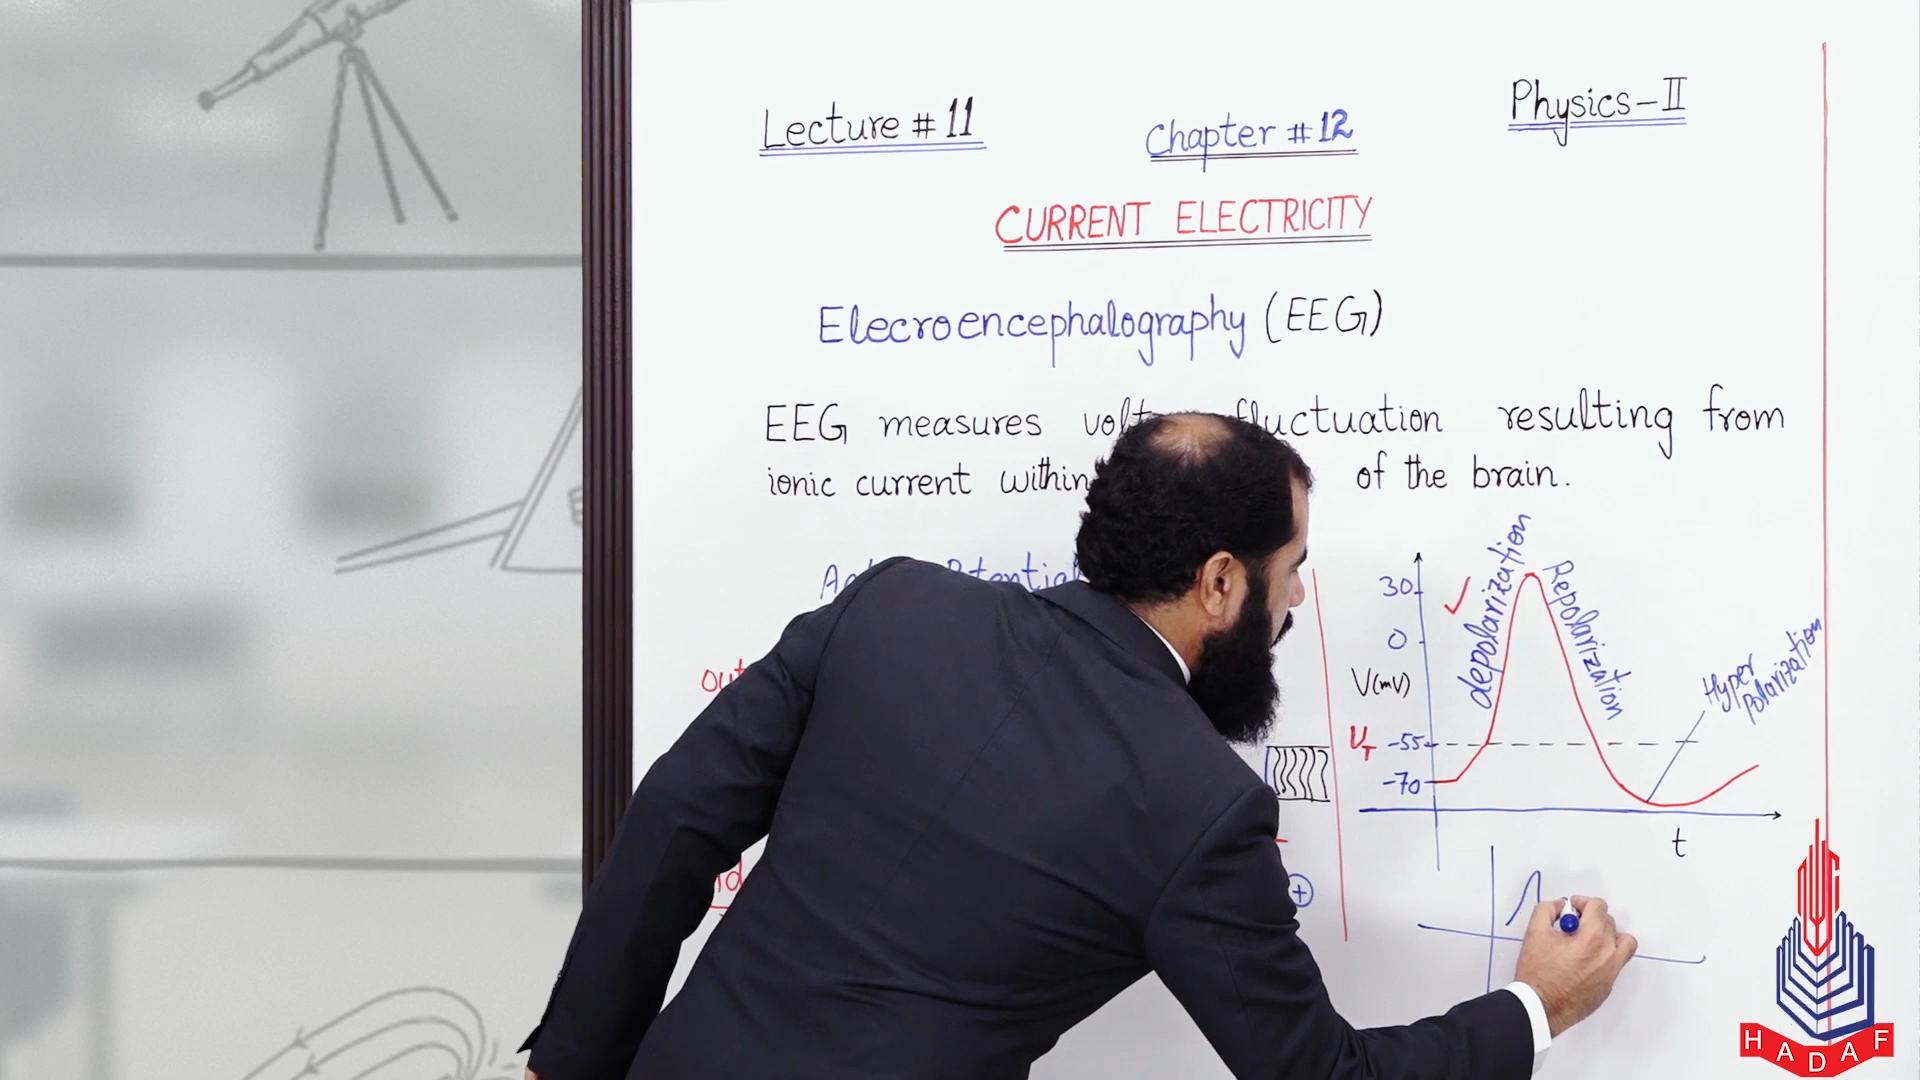 Lecture # 11
Chapter # 12
Physics-II
CURRENT ELECTRICITY
Elecroencephalography (EEG)
EEG measures fluctuation resulting from
ionic current within of the brain.
30
0
V(mV)
V_T -55
-70
depolarization
Repolarization
Hyper
Polarization
t
+
HADAF